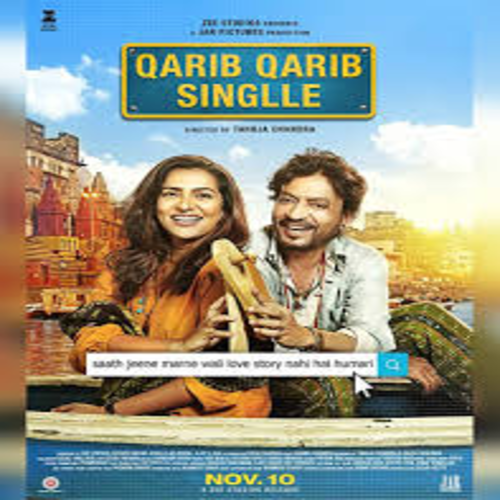 ZEE STUDIOS PRESENTS
A JAR PICTURES PRODUCTION
QARIB QARIB
SINGLLE
DIRECTED BY TANUJA CHANDRA
saath jeene marne wali love story nahi hai humari
NOV. 10
A ZEE STUDIOS RELEASE
JAR